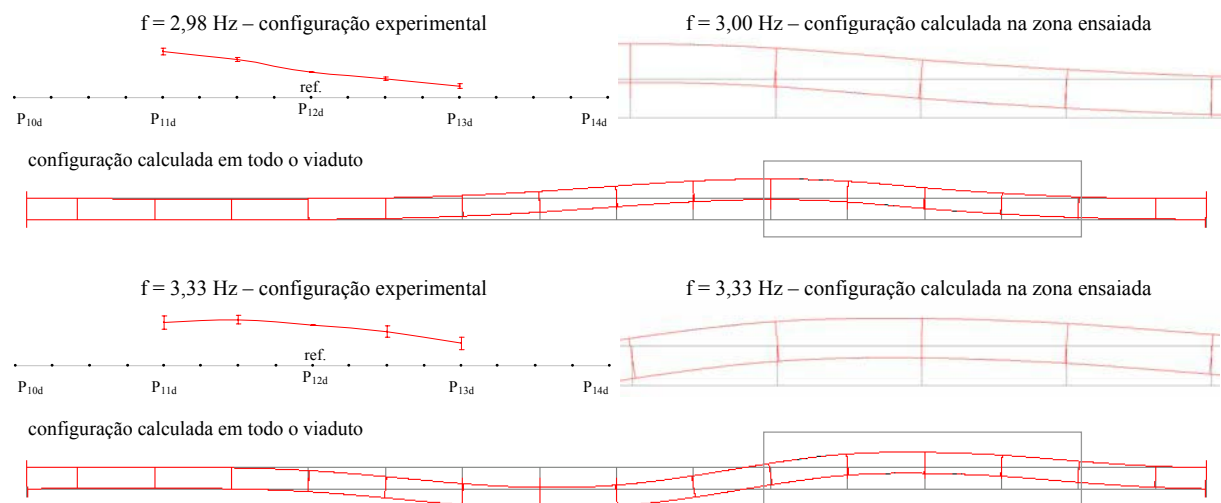 f = 2,98 Hz – configuração experimental
f = 3,00 Hz – configuração calculada na zona ensaiada
ref.
P10d P11d P12d P13d P14d
configuração calculada em todo o viaduto
f = 3,33 Hz – configuração experimental
f = 3,33 Hz – configuração calculada na zona ensaiada
ref.
P10d P11d P12d P13d P14d
configuração calculada em todo o viaduto